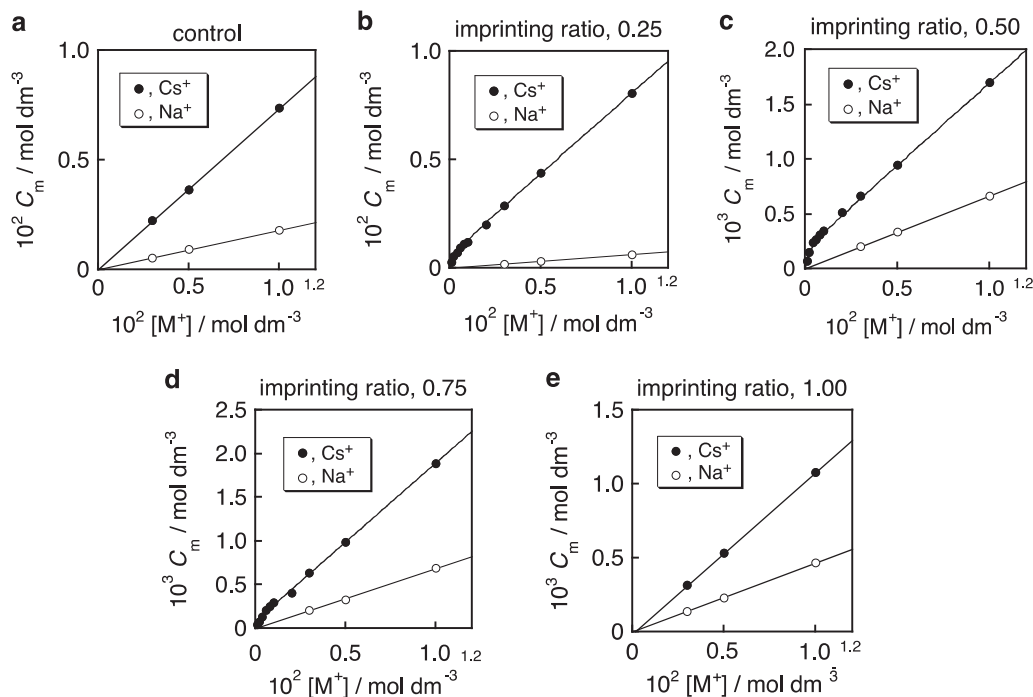 a
control
1.0
0.5
0
10² Cₘ / mol dm⁻³
●, Cs⁺
○, Na⁺
0
0.5
1.0
1.2
10² [M⁺] / mol dm⁻³
b
imprinting ratio, 0.25
1.0
0.5
0
10² Cₘ / mol dm⁻³
●, Cs⁺
○, Na⁺
0
0.5
1.0
1.2
10² [M⁺] / mol dm⁻³
c
imprinting ratio, 0.50
2.0
1.5
1.0
0.5
0
10³ Cₘ / mol dm⁻³
●, Cs⁺
○, Na⁺
0
0.5
1.0
1.2
10² [M⁺] / mol dm⁻³
d
imprinting ratio, 0.75
2.5
2.0
1.5
1.0
0.5
0
10³ Cₘ / mol dm⁻³
●, Cs⁺
○, Na⁺
0
0.5
1.0
1.2
10² [M⁺] / mol dm⁻³
e
imprinting ratio, 1.00
1.5
1.0
0.5
0
10³ Cₘ / mol dm⁻³
●, Cs⁺
○, Na⁺
0
0.5
1.0
1.2
10² [M⁺] / mol dm⁻³